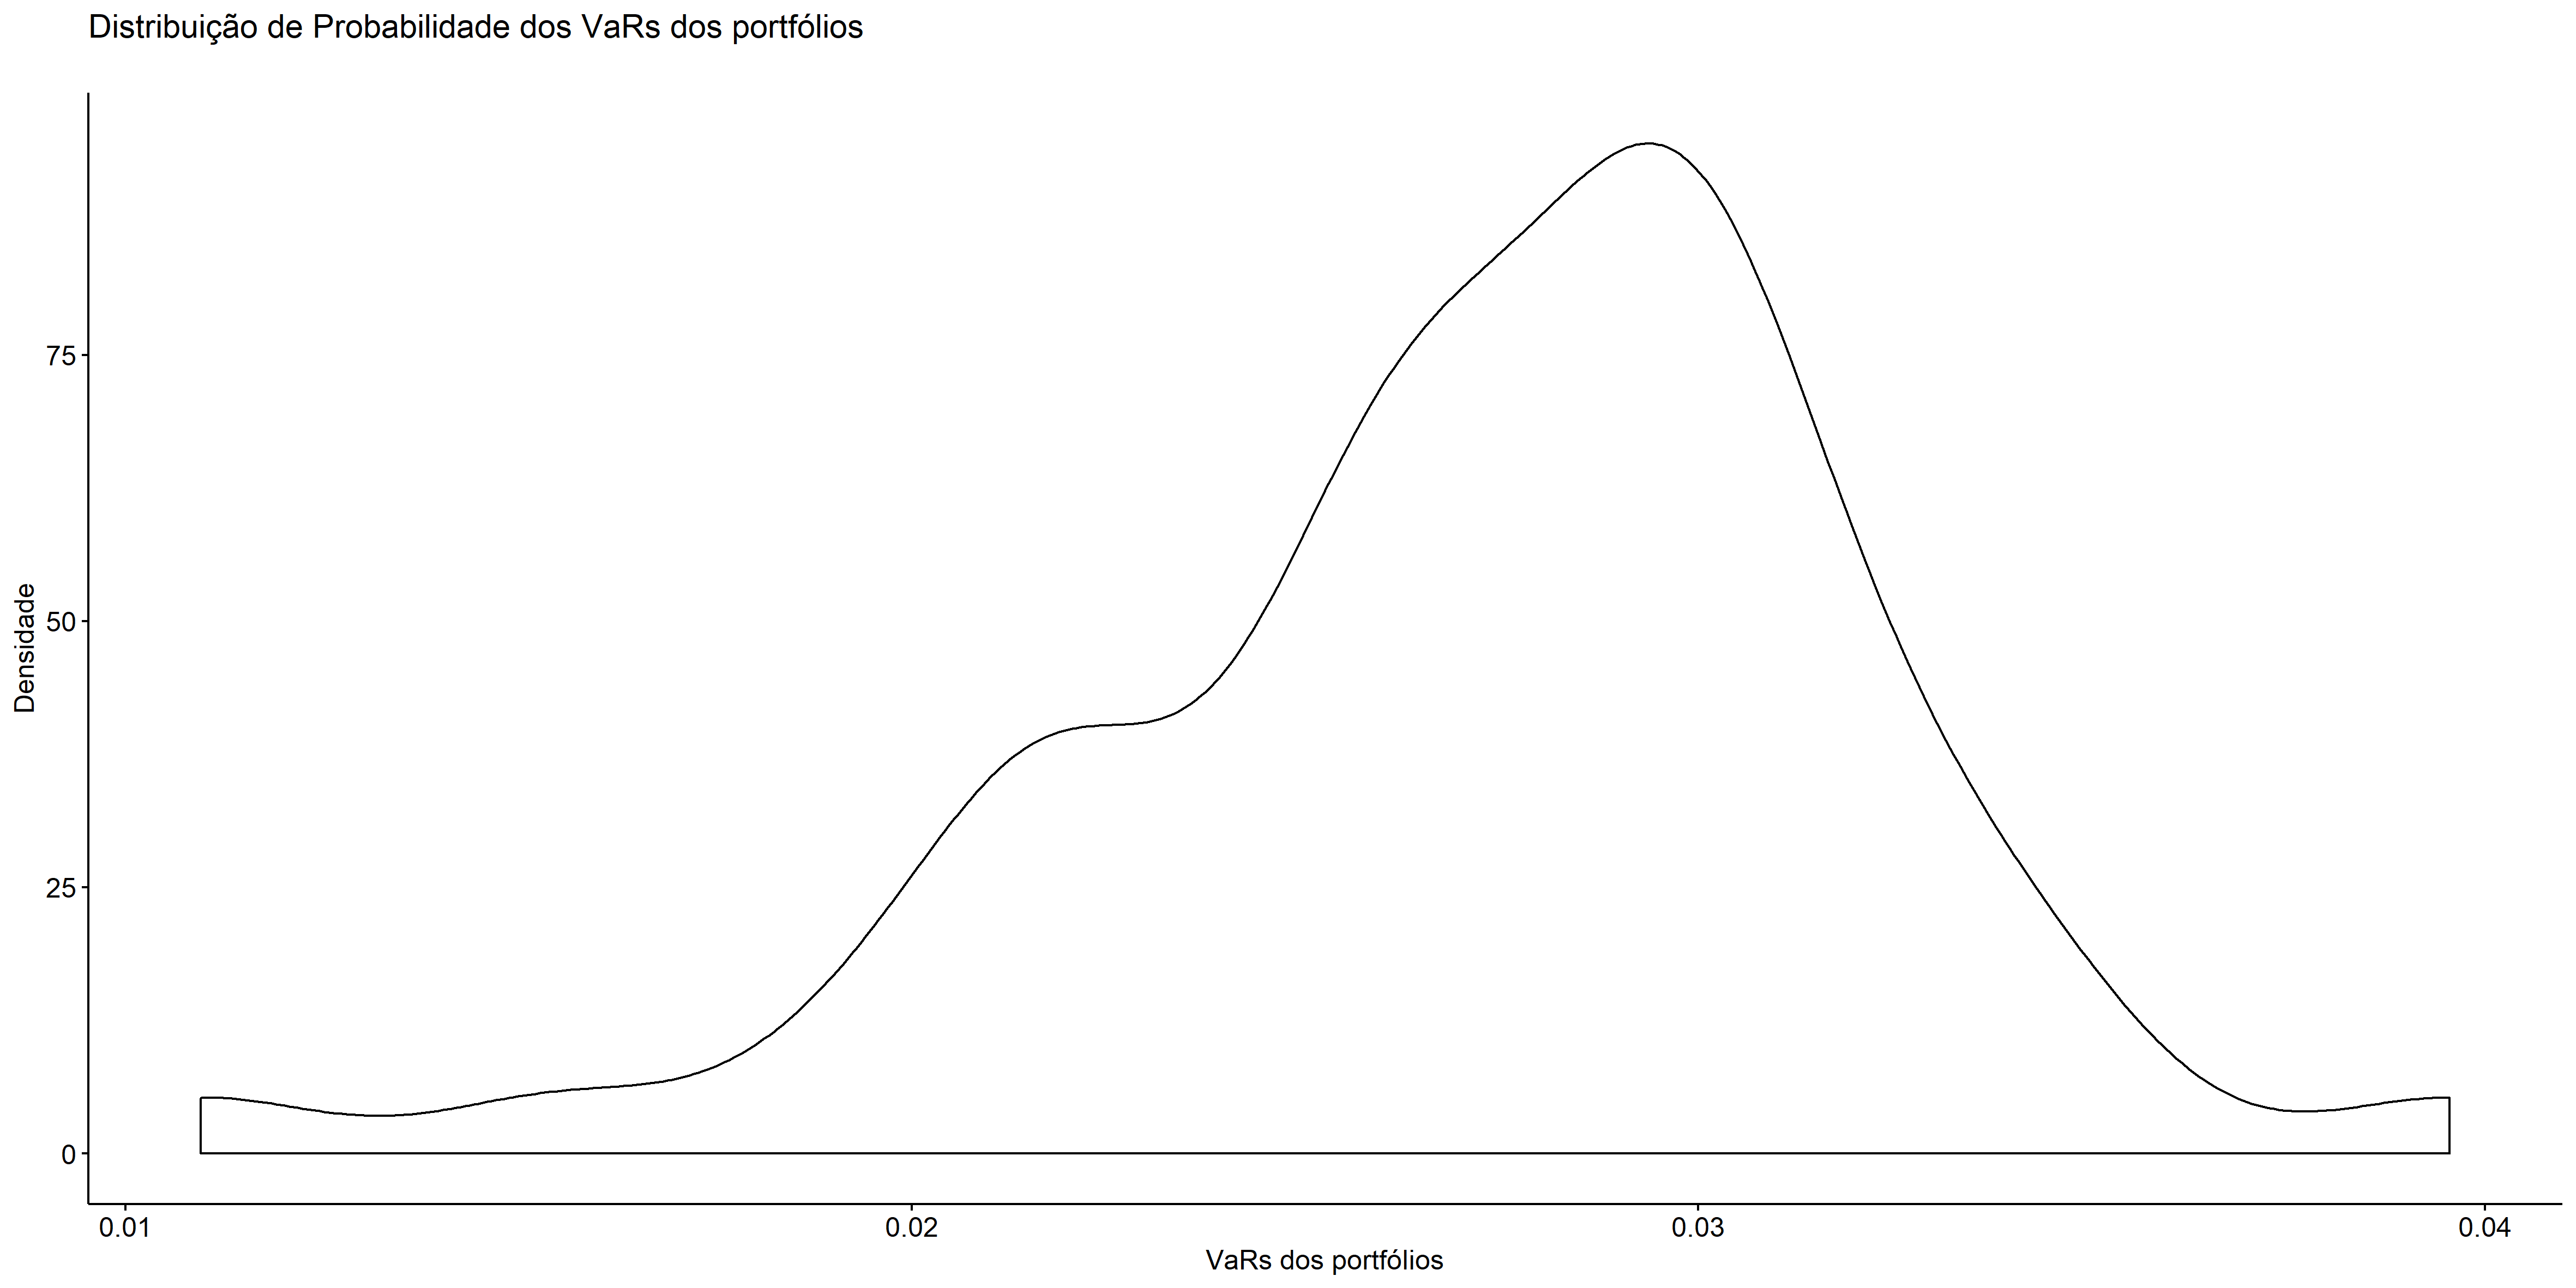 Distribuição de Probabilidade dos VaRs dos portfólios
Densidade
75
50
25
0
0.01
0.02
0.03
0.04
VaRs dos portfólios